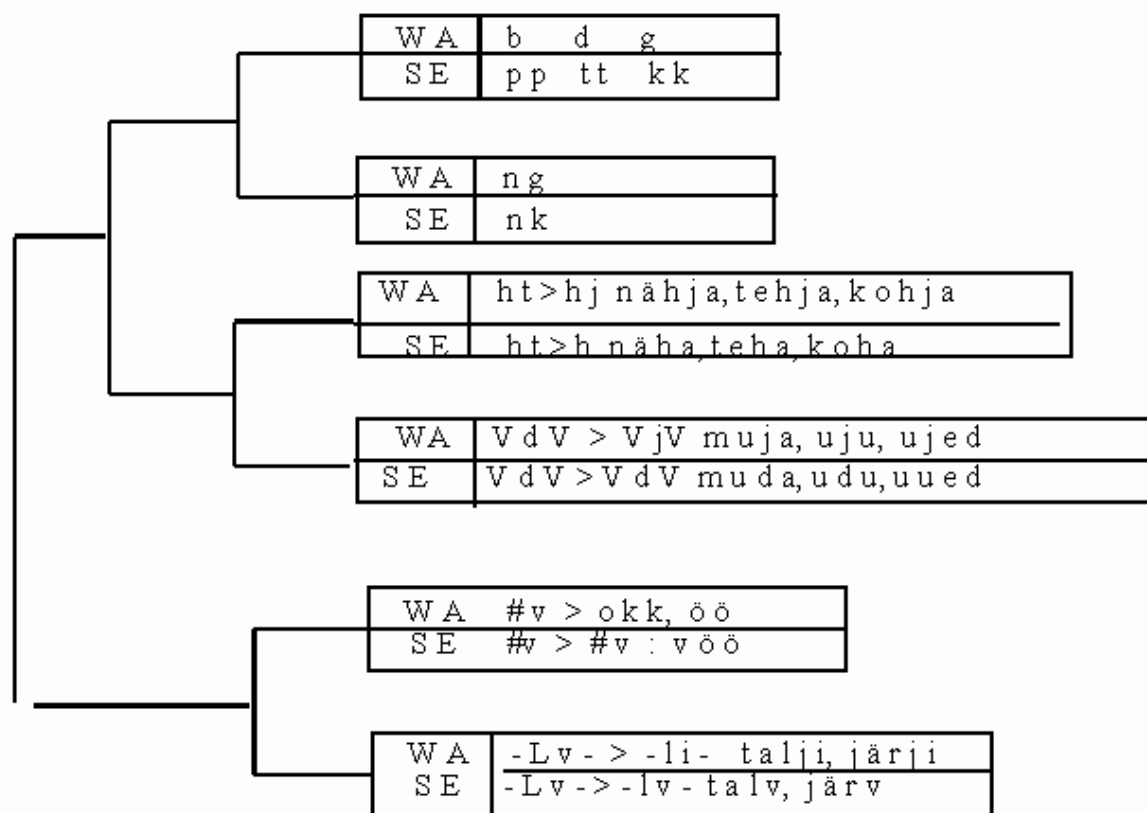 WA b d g
SE pp tt kk
WA ng
SE nk
WA ht>hj nähja,tehja,kohja
SE ht>h näha,teha,koha
WA VdV > VjV muja, uju, ujed
SE VdV>VdV muda,udu,uued
WA #v > okk, öö
SE #v > #v : vöö
WA -Lv-> -li- talji, järji
SE -Lv->-lv- talv, järv